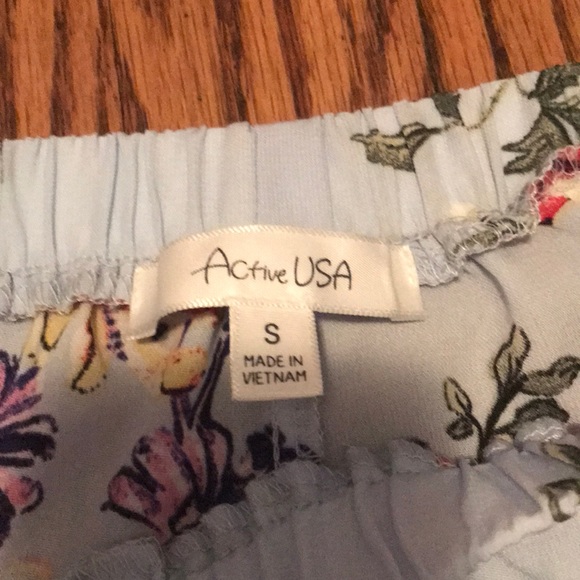 Active USA
S
MADE IN
VIETNAM